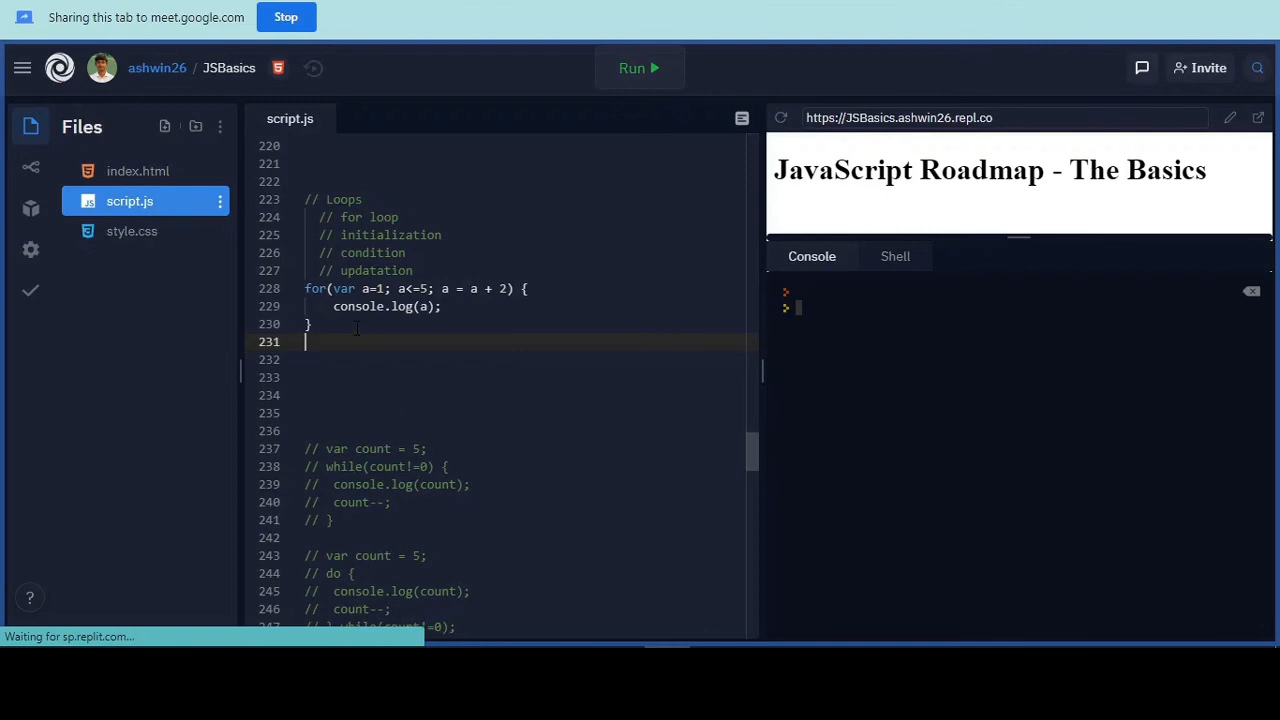 Sharing this tab to meet.google.com
Stop
ashwin26 / JSBasics
Run
Invite
Files
index.html
script.js
style.css
script.js
220
221
222
223 // Loops
224 // for loop
225 // initialization
226 // condition
227 // updatation
228 for(var a=1; a<=5; a = a + 2) {
229 console.log(a);
230 }
231
232
233
234
235
236
237 // var count = 5;
238 // while(count!=0) {
239 // console.log(count);
240 // count--;
241 // }
242
243 // var count = 5;
244 // do {
245 // console.log(count);
246 // count--;
247 // } while(count!=0);
https://JSBasics.ashwin26.repl.co
JavaScript Roadmap - The Basics
Console
Shell
>
>
?
Waiting for sp.replit.com...